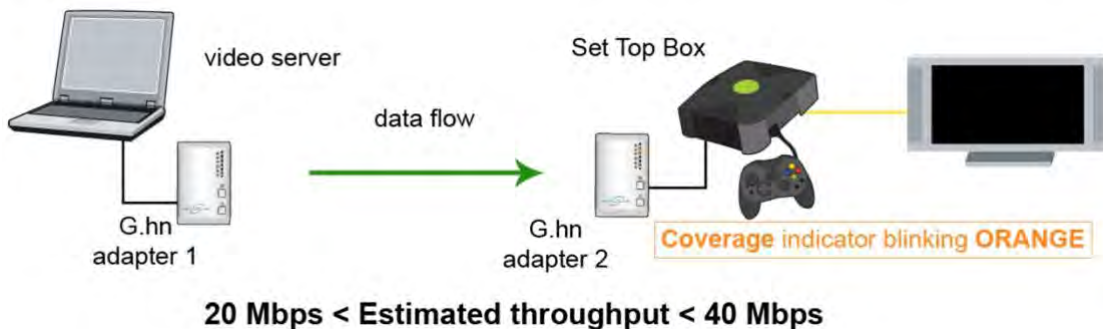 video server
Set Top Box
data flow
G.hn
adapter 1
G.hn
adapter 2
Coverage indicator blinking ORANGE
20 Mbps < Estimated throughput < 40 Mbps